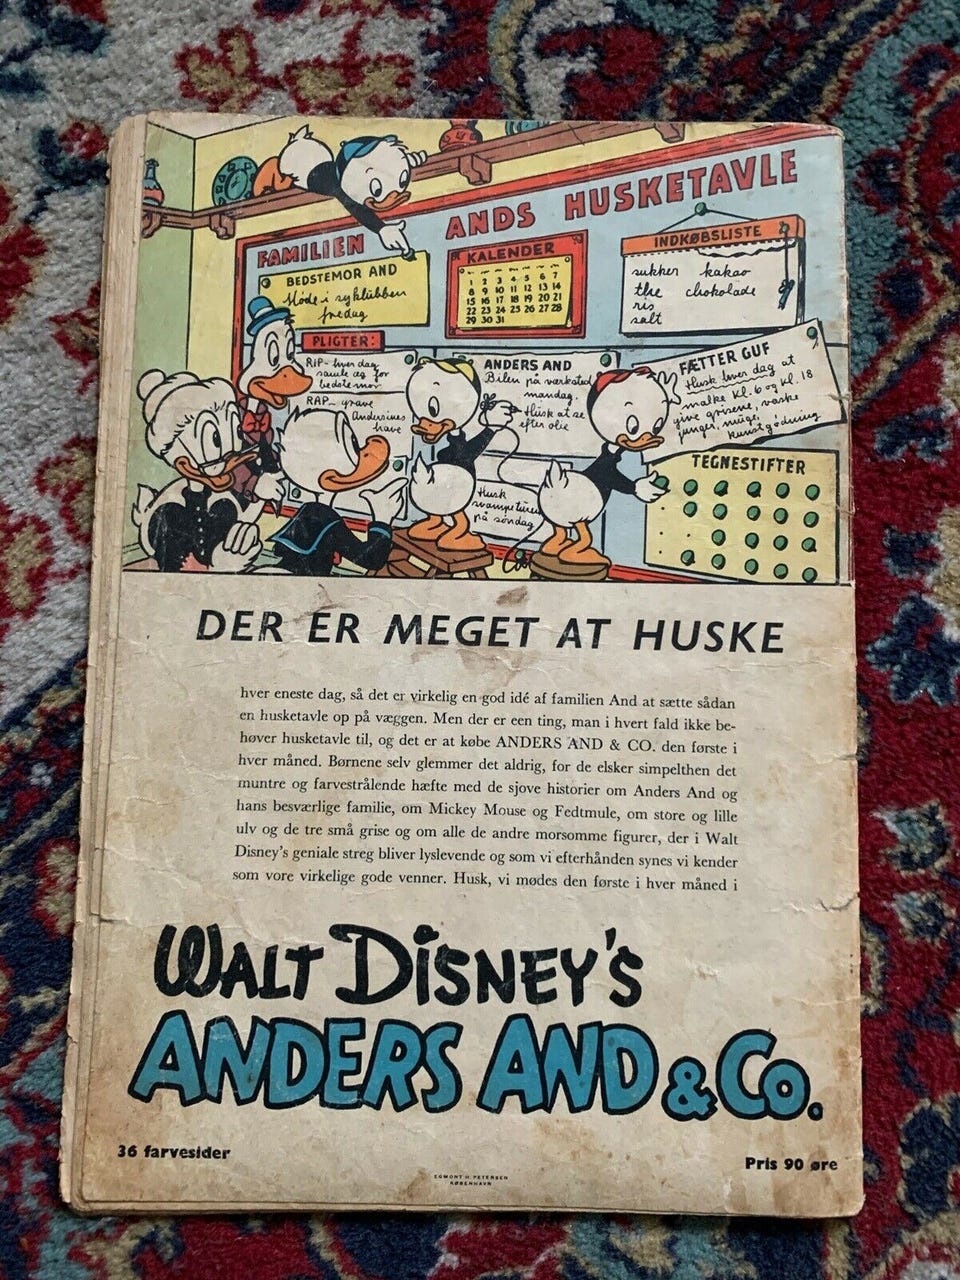 FAMILIEN ANDS HUSKETAVLE
BEDSTEMOR AND
Møde i syklubben
fredag
KALENDER
1 2 3 4 5 6 7
8 9 10 11 12 13 14
15 16 17 18 19 20 21
22 23 24 25 26 27 28
29 30 31
INDKØBSLISTE
sukker kakao
the chokolade
ris
salt
PLIGTER:
RIP - hver dag
samle æg for
bedstemor
RAP - grave
Andersines
have
ANDERS AND
Bilen på værksted
mandag.
Husk at se
efter olie
Husk
svampeturen
på søndag
FÆTTER GUF
Husk hver dag at
malke kl. 6 og kl. 18
give grisene, vaske
muge,
kunstgødning
TEGNESTIFTER
DER ER MEGET AT HUSKE
hver eneste dag, så det er virkelig en god idé af familien And at sætte sådan
en husketavle op på væggen. Men der er een ting, man i hvert fald ikke be-
høver husketavle til, og det er at købe ANDERS AND & CO. den første i
hver måned. Børnene selv glemmer det aldrig, for de elsker simpelthen det
muntre og farvestrålende hæfte med de sjove historier om Anders And og
hans besværlige familie, om Mickey Mouse og Fedtmule, om store og lille
ulv og de tre små grise og om alle de andre morsomme figurer, der i Walt
Disney's geniale streg bliver lyslevende og som vi efterhånden synes vi kender
som vore virkelige gode venner. Husk, vi mødes den første i hver måned i
WALT DISNEY'S
ANDERS AND & Co.
36 farvesider
Pris 90 øre
EGMONT H. PETERSEN
KØBENHAVN